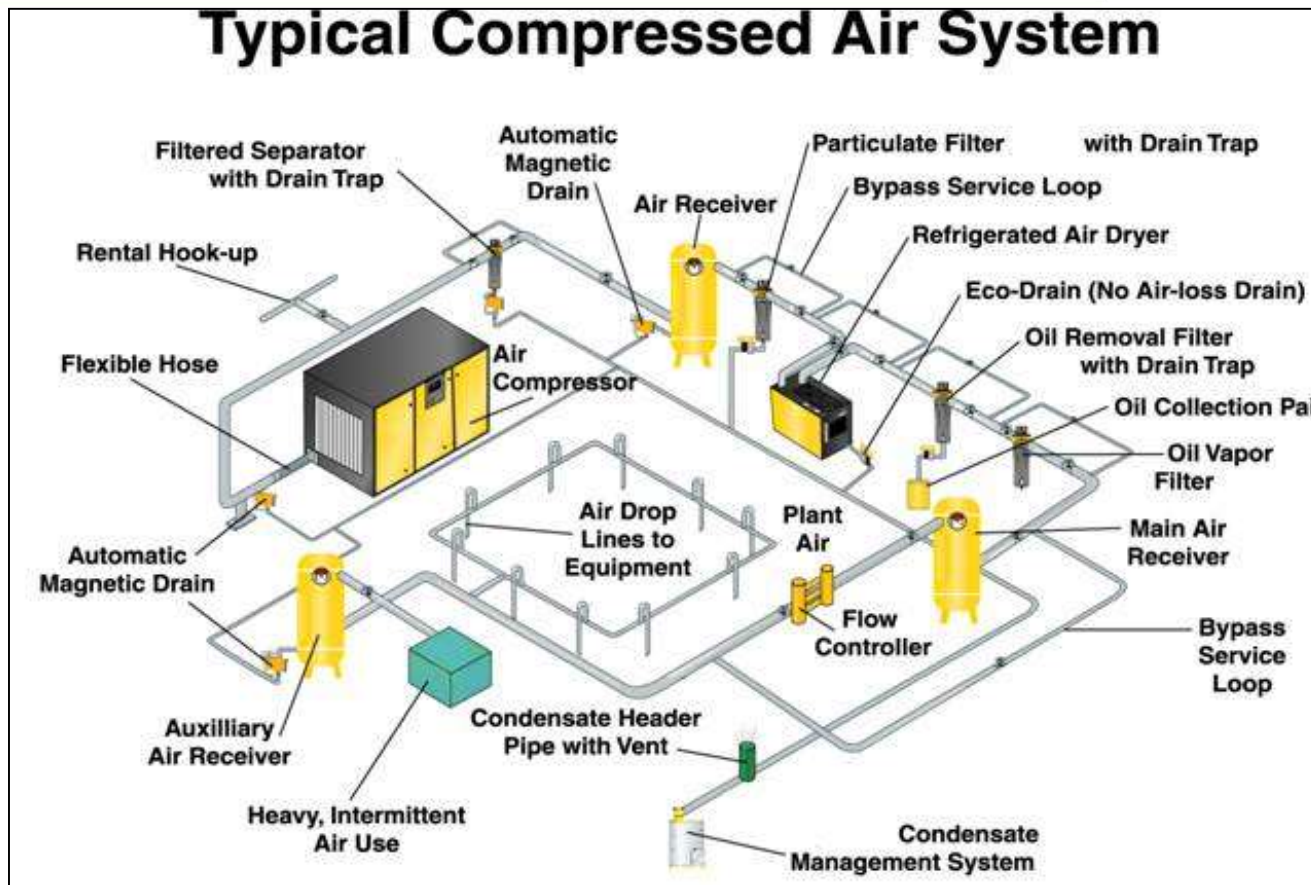 Typical Compressed Air System
Filtered Separator
with Drain Trap
Automatic
Magnetic
Drain
Particulate Filter
with Drain Trap
Bypass Service Loop
Air Receiver
Refrigerated Air Dryer
Rental Hook-up
Eco-Drain (No Air-loss Drain)
Oil Removal Filter
with Drain Trap
Flexible Hose
Air
Compressor
Oil Collection Pai
Oil Vapor
Filter
Air Drop
Lines to
Equipment
Plant
Air
Main Air
Receiver
Automatic
Magnetic Drain
Flow
Controller
Bypass
Service
Loop
Auxilliary
Air Receiver
Condensate Header
Pipe with Vent
Heavy, Intermittent
Air Use
Condensate
Management System